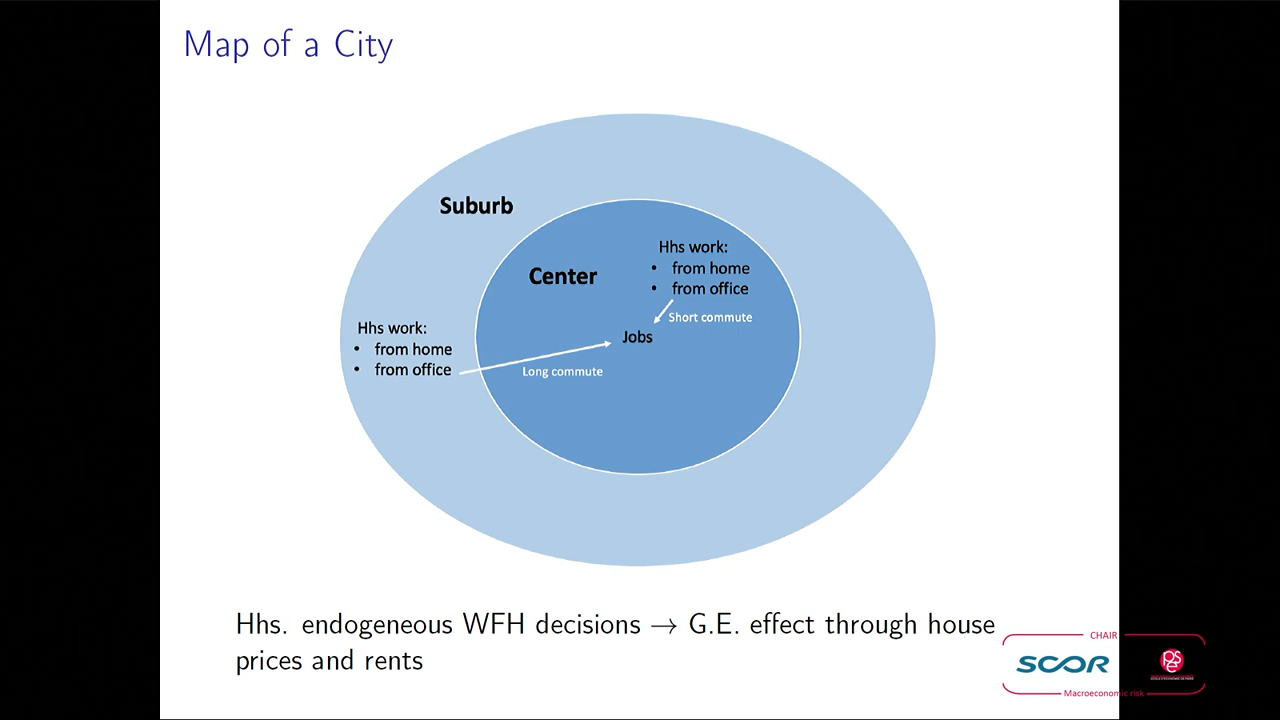 Map of a City
Suburb
Center
Hhs work:
• from home
• from office
Short commute
Jobs
Hhs work:
• from home
• from office
Long commute
Hhs. endogeneous WFH decisions → G.E. effect through house
prices and rents
CHAIR
SCOR
Macroeconomic risk